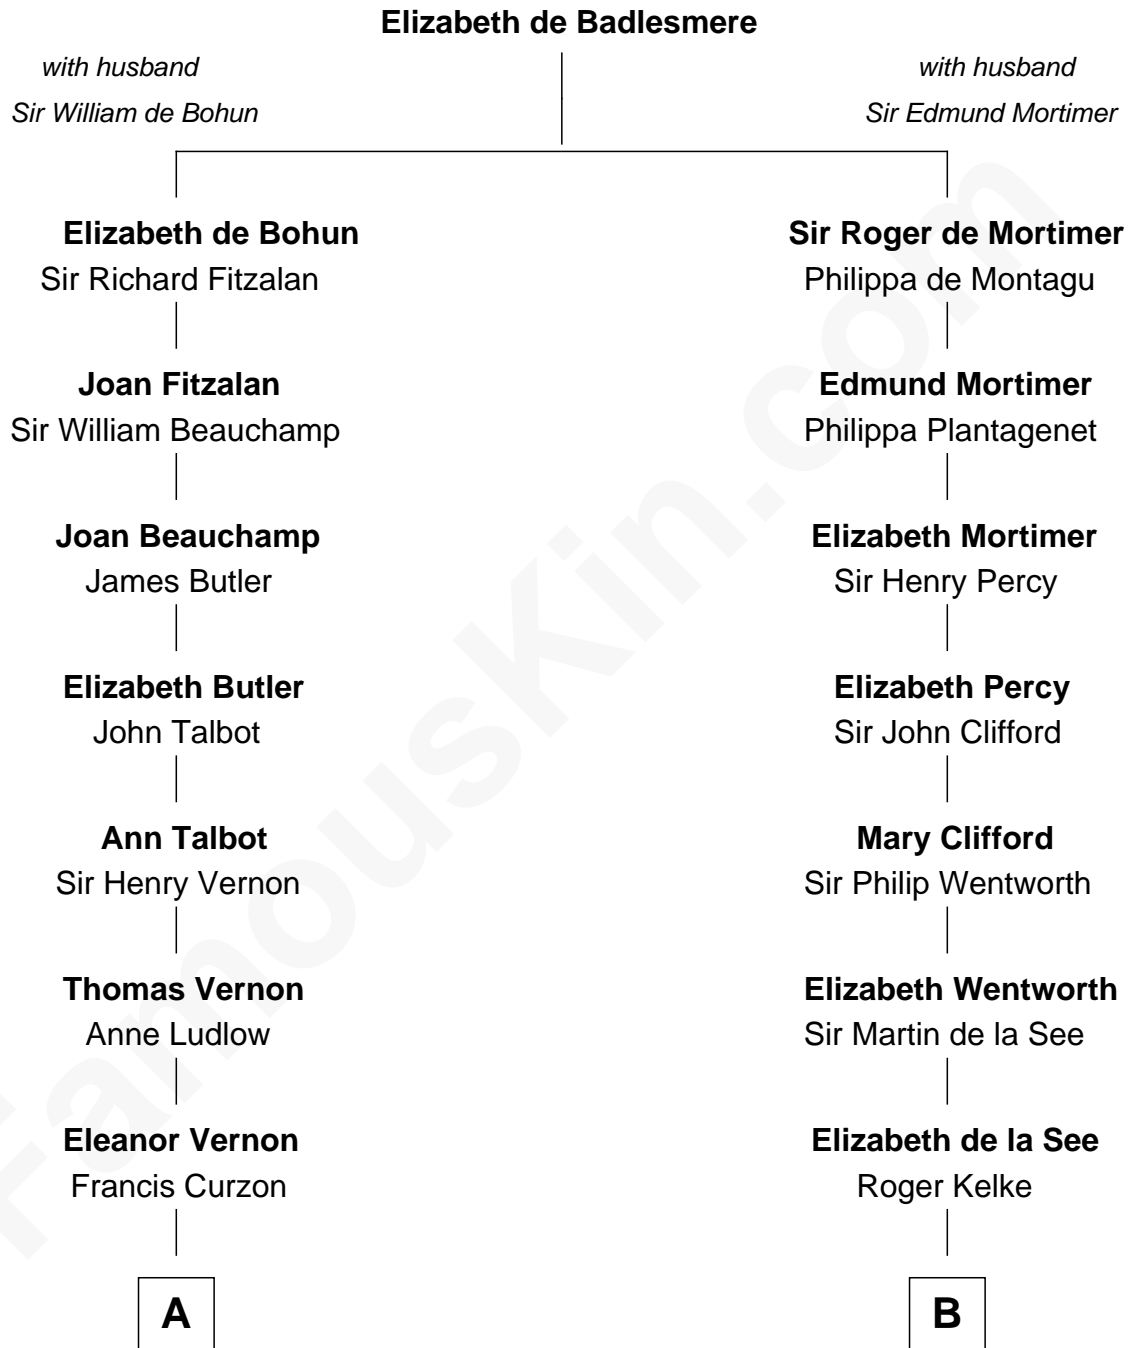 Elizabeth de Badlesmere
with husband
Sir William de Bohun
with husband
Sir Edmund Mortimer
Elizabeth de Bohun
Sir Richard Fitzalan
Sir Roger de Mortimer
Philippa de Montagu
Joan Fitzalan
Sir William Beauchamp
Edmund Mortimer
Philippa Plantagenet
Joan Beauchamp
James Butler
Elizabeth Mortimer
Sir Henry Percy
Elizabeth Butler
John Talbot
Elizabeth Percy
Sir John Clifford
Ann Talbot
Sir Henry Vernon
Mary Clifford
Sir Philip Wentworth
Thomas Vernon
Anne Ludlow
Elizabeth Wentworth
Sir Martin de la See
Eleanor Vernon
Francis Curzon
Elizabeth de la See
Roger Kelke
A
B
FamousKin.com